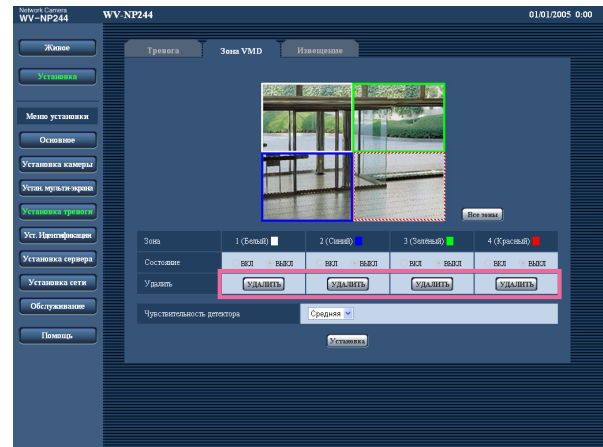 Network Camera
WV-NP244
WV-NP244
01/01/2005 0:00
Живое
Установка
Меню установки
Основное
Установка камеры
Устан. мульти-экрана
Установка тревоги
Уст. Идентификации
Установка сервера
Установка сети
Обслуживание
Помощь
Тревога
Зона VMD
Извещение
Все зоны
Зона
1 (Белый)
2 (Синий)
3 (Зелёный)
4 (Красный)
Состояние
ВКЛ ВЫКЛ
ВКЛ ВЫКЛ
ВКЛ ВЫКЛ
ВКЛ ВЫКЛ
Удалить
УДАЛИТЬ
УДАЛИТЬ
УДАЛИТЬ
УДАЛИТЬ
Чувствительность детектора
Средняя
Установка